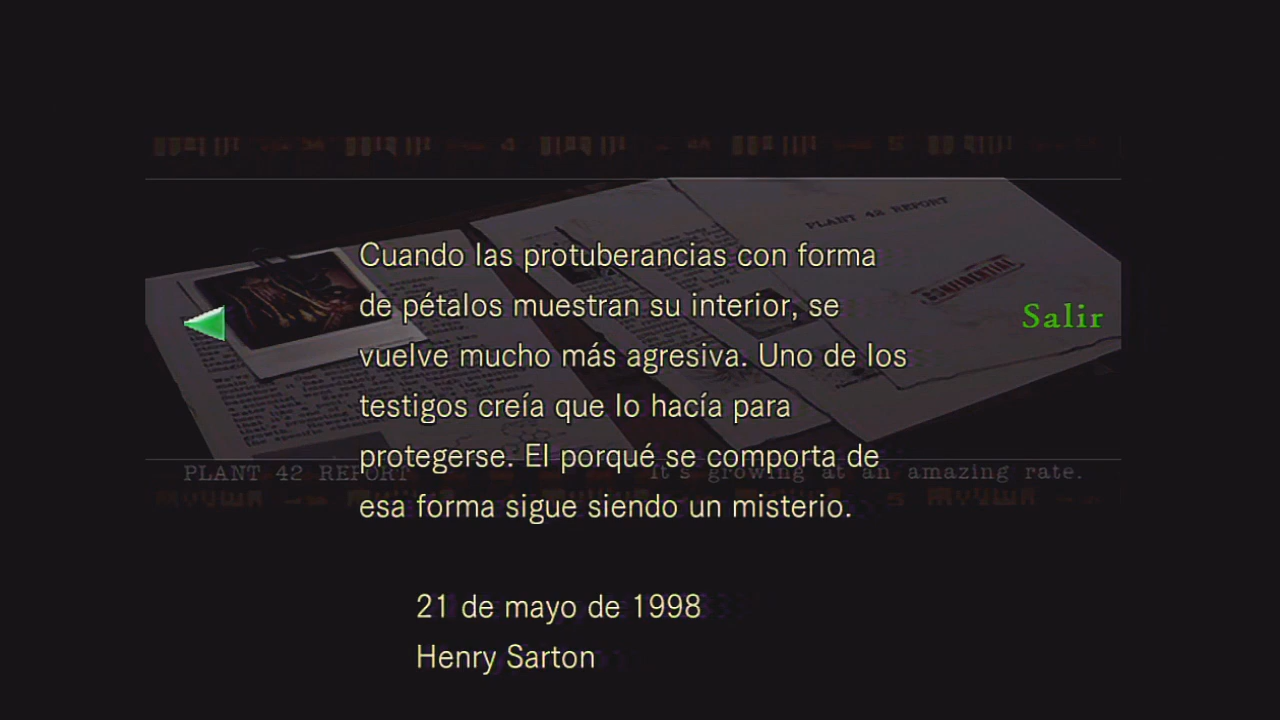 PLANT 42 REPORT
CONFIDENTIAL
Cuando las protuberancias con forma
de pétalos muestran su interior, se
vuelve mucho más agresiva. Uno de los
testigos creía que lo hacía para
protegerse. El porqué se comporta de
esa forma sigue siendo un misterio.
Salir
PLANT 42 REPORT
It's growing at an amazing rate.
21 de mayo de 1998
Henry Sarton